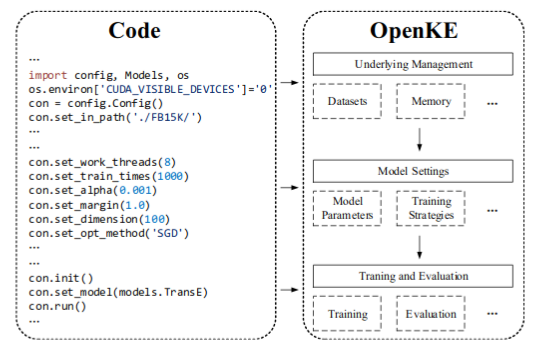 Code
...
import config, Models, os
os.environ['CUDA_VISIBLE_DEVICES']='0'
con = config.Config()
con.set_in_path('./FB15K/')
...
...
con.set_work_threads(8)
con.set_train_times(1000)
con.set_alpha(0.001)
con.set_margin(1.0)
con.set_dimension(100)
con.set_opt_method('SGD')
...
...
con.init()
con.set_model(models.TransE)
con.run()
...
OpenKE
Underlying Management
Datasets
Memory
...
Model Settings
Model
Parameters
Training
Strategies
...
Traning and Evaluation
Training
Evaluation
...